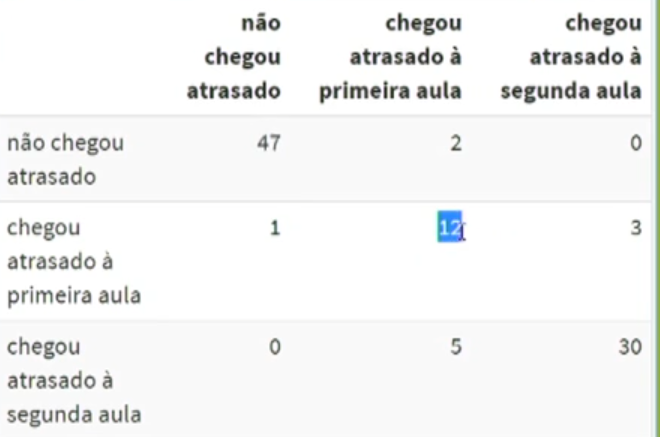 não chegou atrasado
chegou atrasado à primeira aula
chegou atrasado à segunda aula
não chegou atrasado 47 2 0
chegou atrasado à primeira aula 1 12 3
chegou atrasado à segunda aula 0 5 30